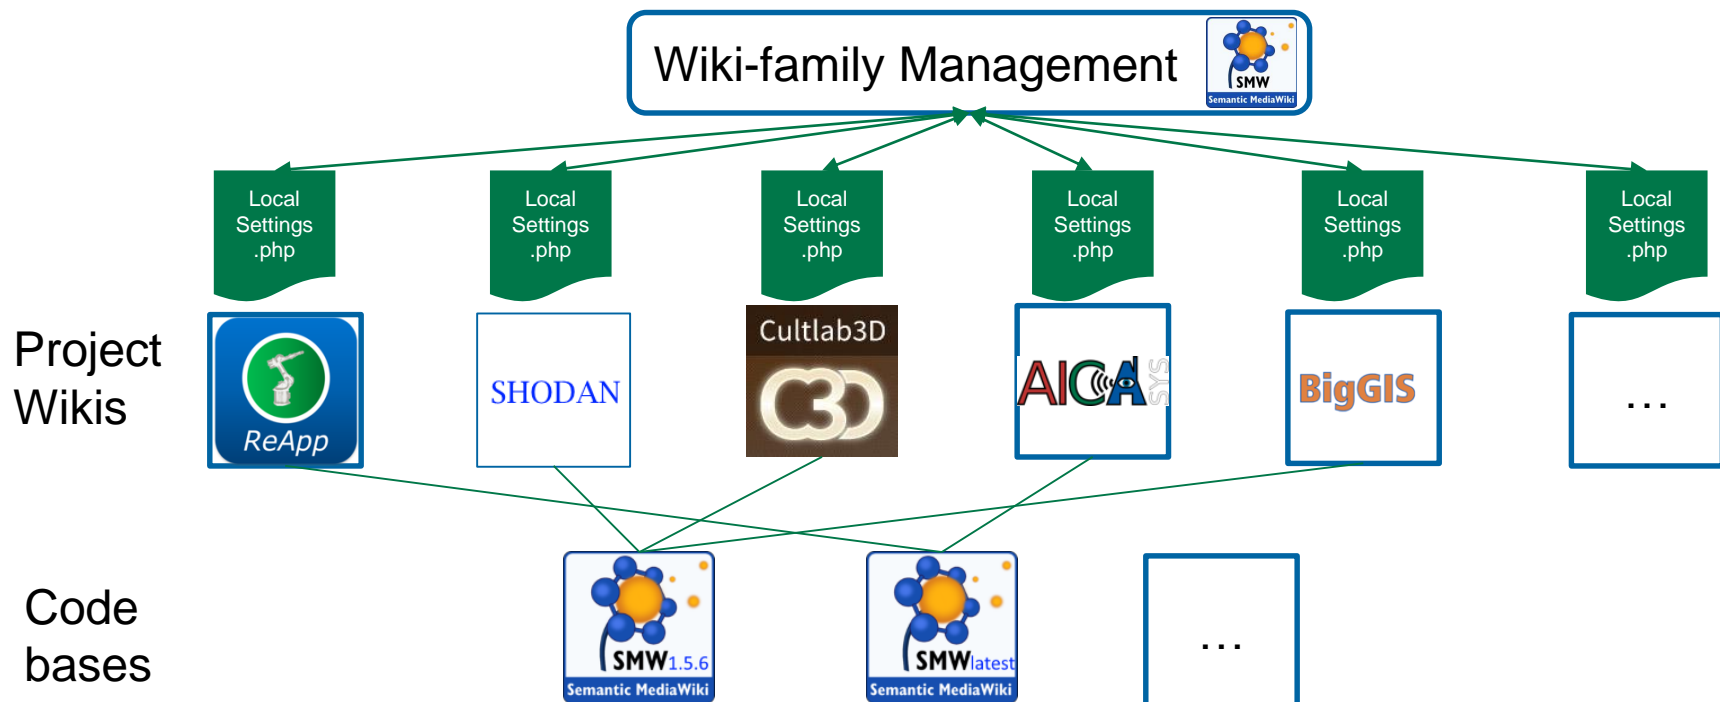 Wiki-family Management
SMW
Semantic MediaWiki
Local
Settings
.php
Local
Settings
.php
Local
Settings
.php
Local
Settings
.php
Local
Settings
.php
Local
Settings
.php
Project
Wikis
ReApp
SHODAN
Cultlab3D
C3D
AICA
SYS
BigGIS
...
Code
bases
SMW1.5.6
Semantic MediaWiki
SMWlatest
Semantic MediaWiki
...